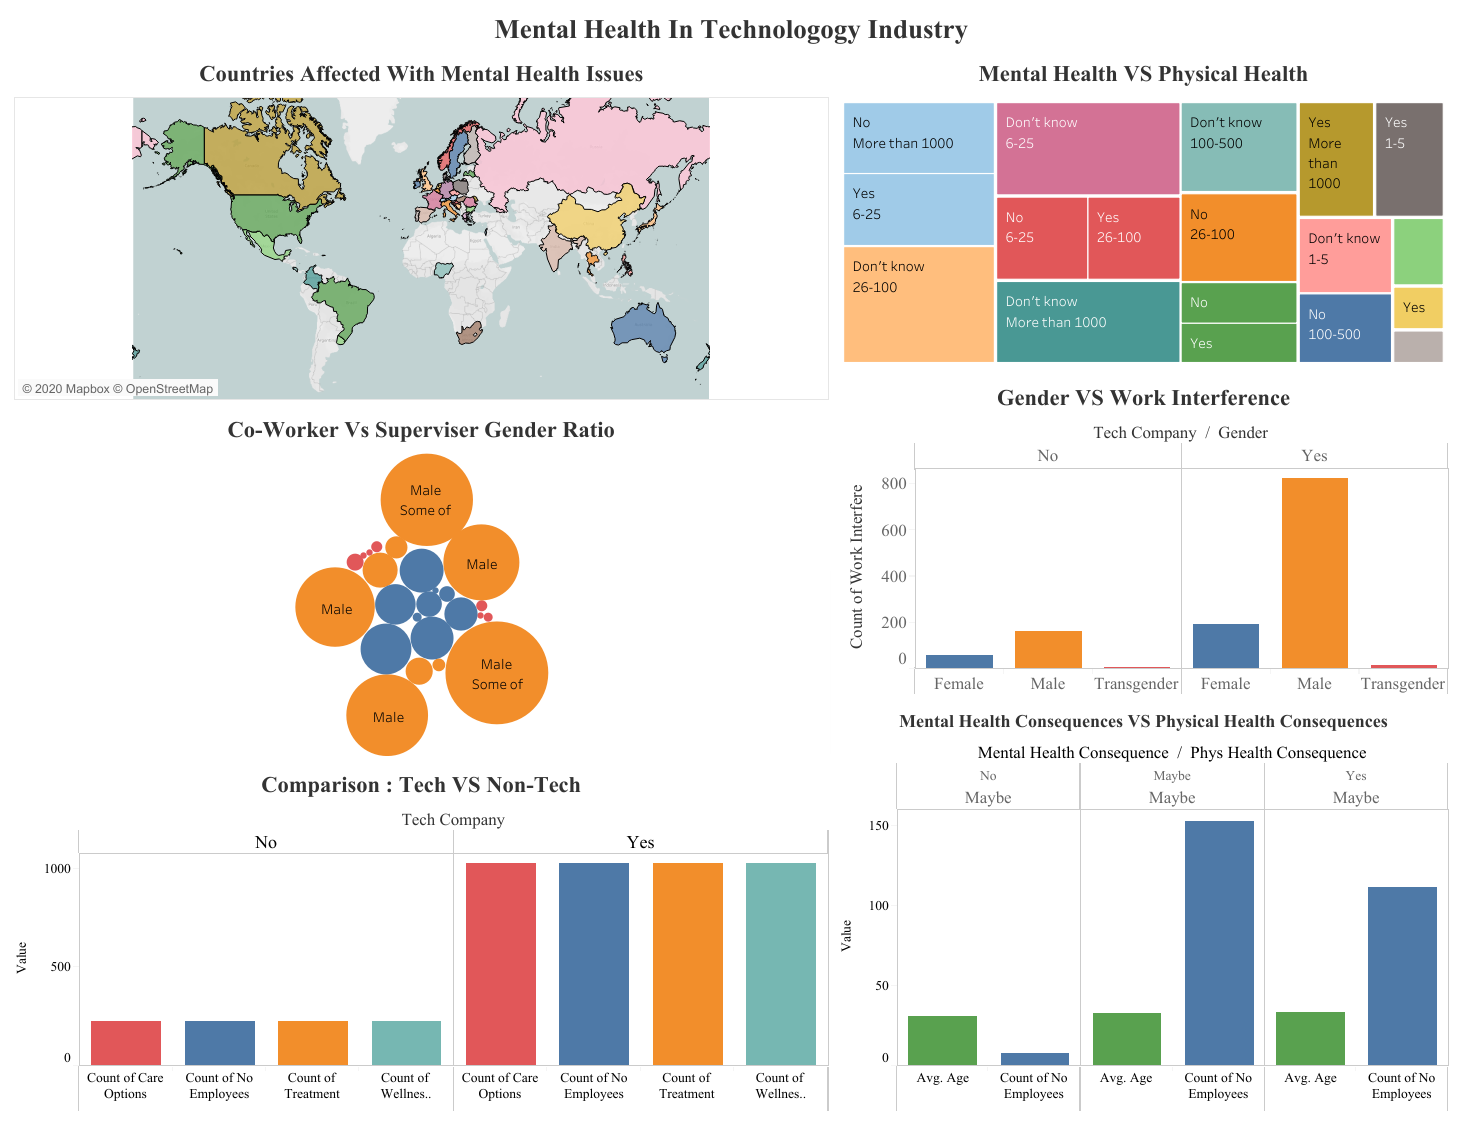 Mental Health In Technologogy Industry
Countries Affected With Mental Health Issues
© 2020 Mapbox © OpenStreetMap
Mental Health VS Physical Health
No
More than 1000
Yes
6-25
Don't know
26-100
Don't know
6-25
No
6-25
Yes
26-100
Don't know
More than 1000
Don't know
100-500
No
26-100
No
Yes
Yes
More
than
1000
Yes
1-5
Don't know
1-5
No
100-500
Yes
Co-Worker Vs Superviser Gender Ratio
Male
Some of
Male
Male
Male
Some of
Male
Gender VS Work Interference
Tech Company / Gender
No
Yes
Count of Work Interfere
800
600
400
200
0
Female
Male
Transgender
Female
Male
Transgender
Comparison : Tech VS Non-Tech
Tech Company
No
Yes
Value
1000
500
0
Count of Care
Options
Count of No
Employees
Count of
Treatment
Count of
Wellnes..
Count of Care
Options
Count of No
Employees
Count of
Treatment
Count of
Wellnes..
Mental Health Consequences VS Physical Health Consequences
Mental Health Consequence / Phys Health Consequence
No
Maybe
Yes
Maybe
Maybe
Maybe
Value
150
100
50
0
Avg. Age
Count of No
Employees
Avg. Age
Count of No
Employees
Avg. Age
Count of No
Employees